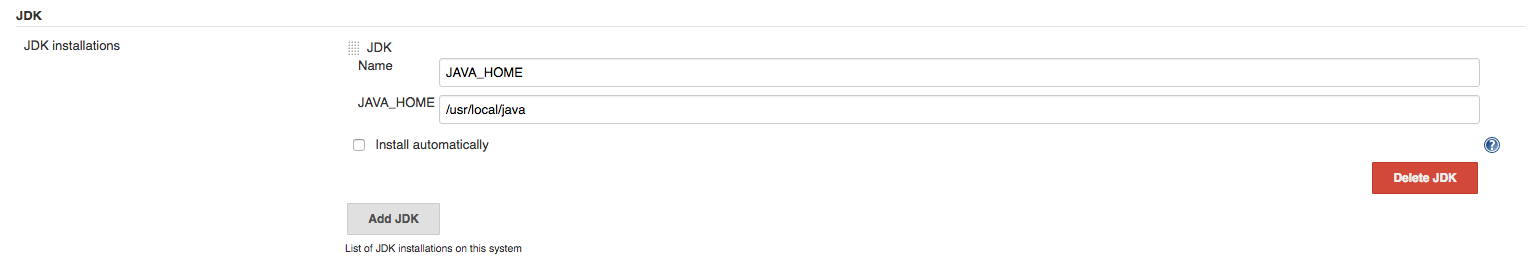 JDK
JDK installations
JDK
Name
JAVA_HOME
JAVA_HOME
/usr/local/java
Install automatically
?
Delete JDK
Add JDK
List of JDK installations on this system